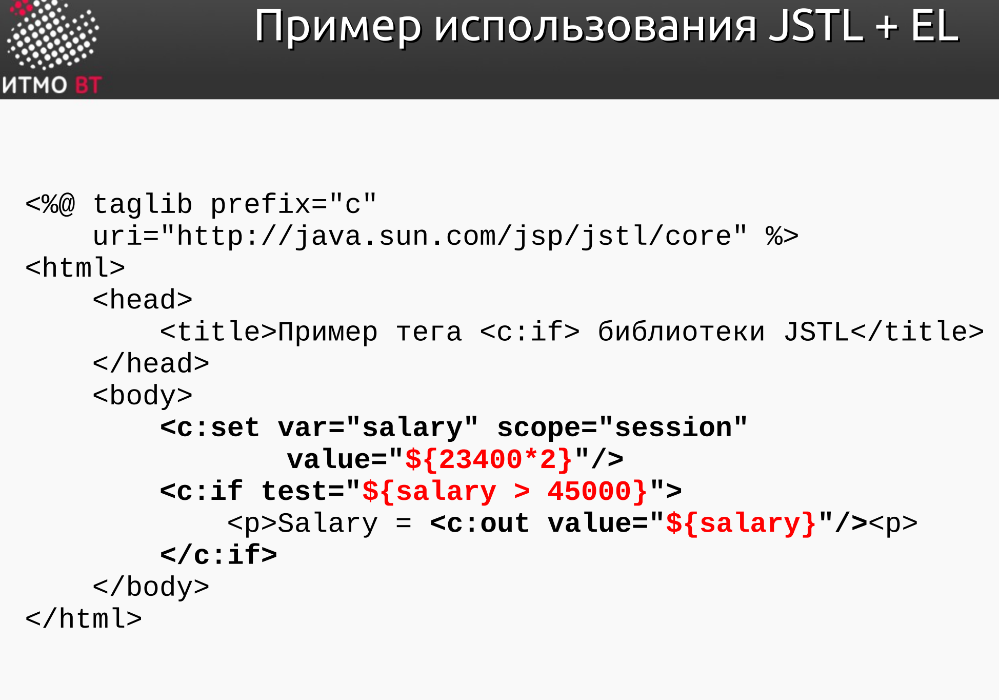 Пример использования JSTL + EL
ИТМО ВТ
<%@ taglib prefix="c"
    uri="http://java.sun.com/jsp/jstl/core" %>
<html>
    <head>
        <title>Пример тега <c:if> библиотеки JSTL</title>
    </head>
    <body>
        <c:set var="salary" scope="session"
               value="${23400*2}"/>
        <c:if test="${salary > 45000}">
            <p>Salary = <c:out value="${salary}"/><p>
        </c:if>
    </body>
</html>